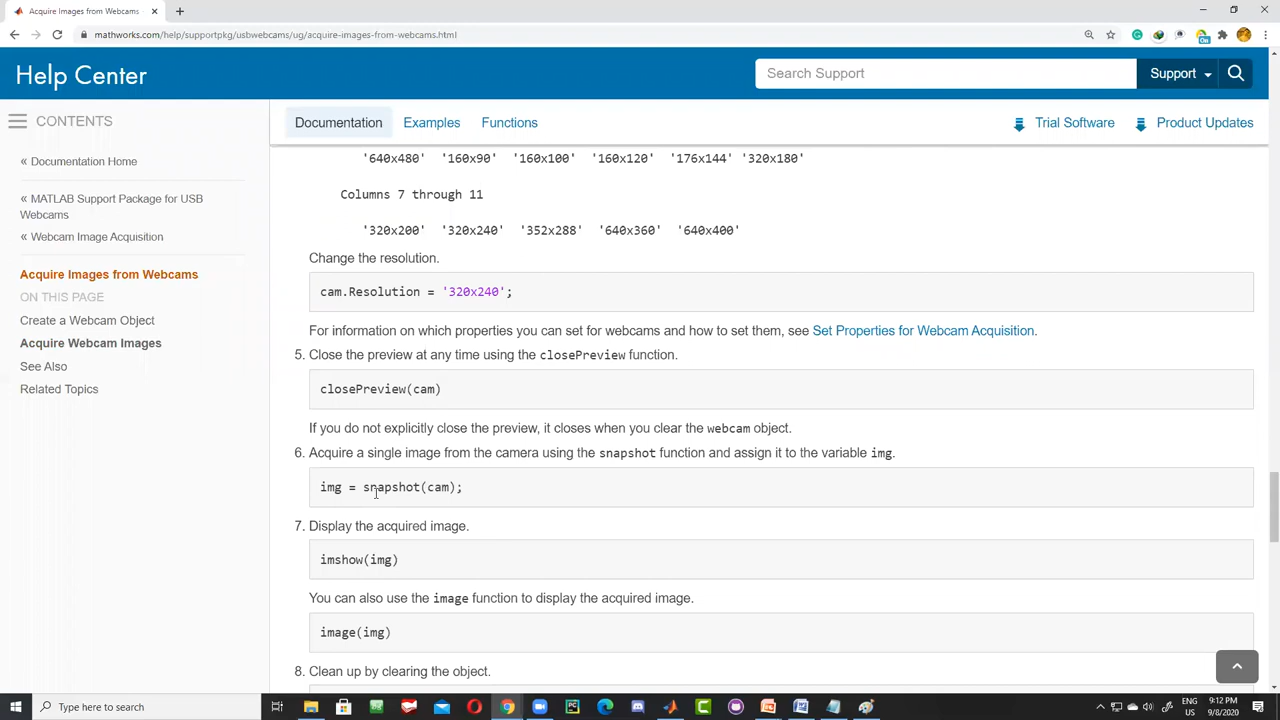 Acquire Images from Webcams
mathworks.com/help/supportpkg/usbwebcams/ug/acquire-images-from-webcams.html
Help Center
Search Support
Support
CONTENTS
Documentation Examples Functions
Trial Software Product Updates
« Documentation Home
« MATLAB Support Package for USB
Webcams
« Webcam Image Acquisition
Acquire Images from Webcams
ON THIS PAGE
Create a Webcam Object
Acquire Webcam Images
See Also
Related Topics
'640x480' '160x90' '160x100' '160x120' '176x144' '320x180'
Columns 7 through 11
'320x200' '320x240' '352x288' '640x360' '640x400'
Change the resolution.
cam.Resolution = '320x240';
For information on which properties you can set for webcams and how to set them, see Set Properties for Webcam Acquisition.
5. Close the preview at any time using the closePreview function.
closePreview(cam)
If you do not explicitly close the preview, it closes when you clear the webcam object.
6. Acquire a single image from the camera using the snapshot function and assign it to the variable img.
img = snapshot(cam);
7. Display the acquired image.
imshow(img)
You can also use the image function to display the acquired image.
image(img)
8. Clean up by clearing the object.
Type here to search
ENG
US
9:12 PM
9/8/2020